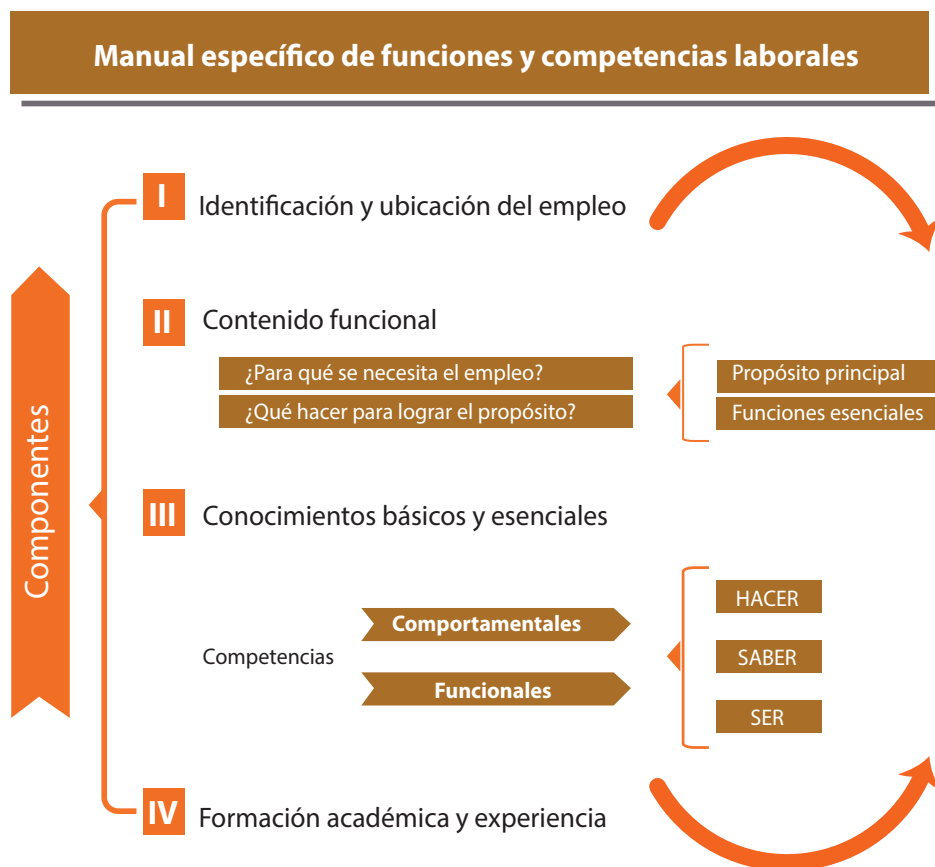 Manual específico de funciones y competencias laborales
Componentes
I
Identificación y ubicación del empleo
II
Contenido funcional
¿Para qué se necesita el empleo?
¿Qué hacer para lograr el propósito?
Propósito principal
Funciones esenciales
III
Conocimientos básicos y esenciales
Competencias
Comportamentales
Funcionales
HACER
SABER
SER
IV
Formación académica y experiencia